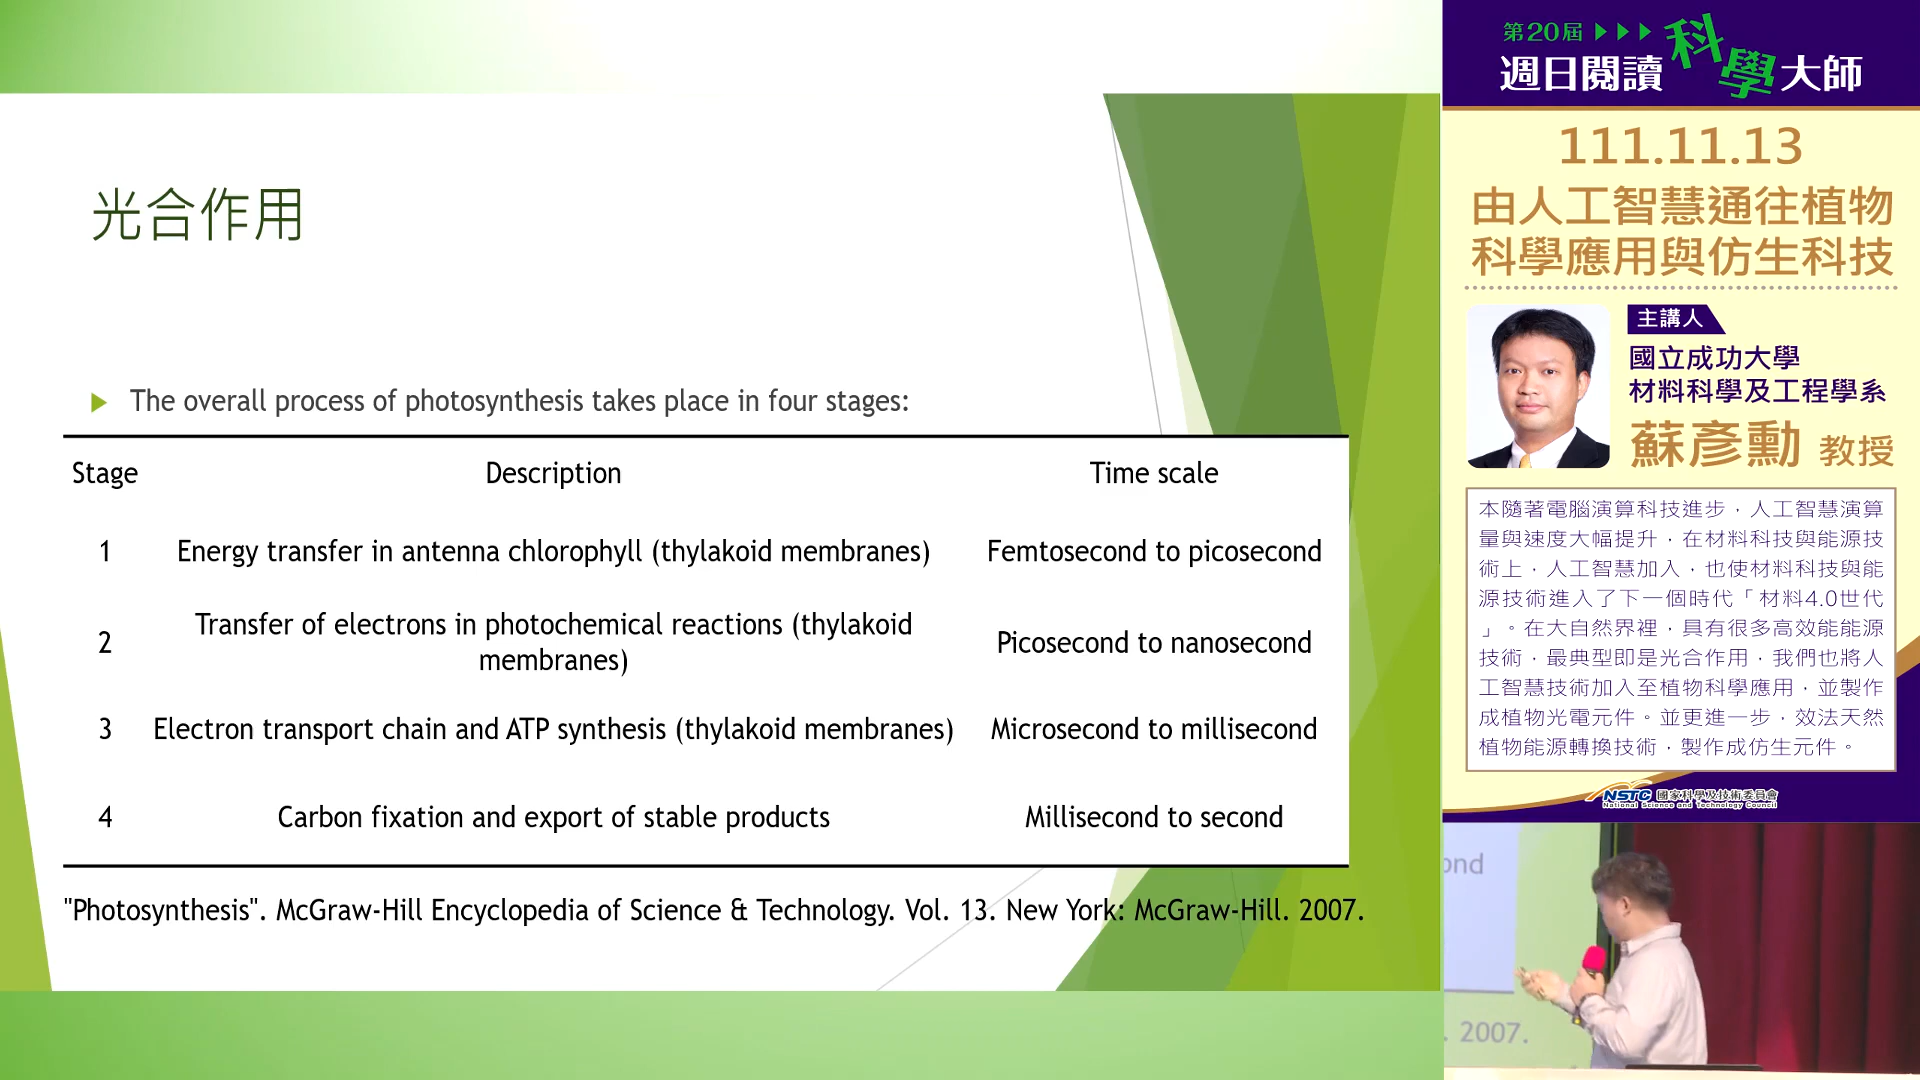 光合作用
The overall process of photosynthesis takes place in four stages:
Stage Description Time scale
1 Energy transfer in antenna chlorophyll (thylakoid membranes) Femtosecond to picosecond
2 Transfer of electrons in photochemical reactions (thylakoid
membranes) Picosecond to nanosecond
3 Electron transport chain and ATP synthesis (thylakoid membranes) Microsecond to millisecond
4 Carbon fixation and export of stable products Millisecond to second
"Photosynthesis". McGraw-Hill Encyclopedia of Science & Technology. Vol. 13. New York: McGraw-Hill. 2007.
第20屆
週日閱讀科學大師
111.11.13
由人工智慧通往植物
科學應用與仿生科技
主講人
國立成功大學
材料科學及工程學系
蘇彥勳 教授
本隨著電腦演算科技進步，人工智慧演算
量與速度大幅提升，在材料科技與能源技
術上，人工智慧加入，也使材料科技與能
源技術進入了下一個時代「材料4.0世代
」。在大自然界裡，具有很多高效能能源
技術，最典型即是光合作用，我們也將人
工智慧技術加入至植物科學應用，並製作
成植物光電元件。並更進一步，效法天然
植物能源轉換技術，製作成仿生元件。
NSTC 國家科學及技術委員會
National Science and Technology Council
ond
. 2007.